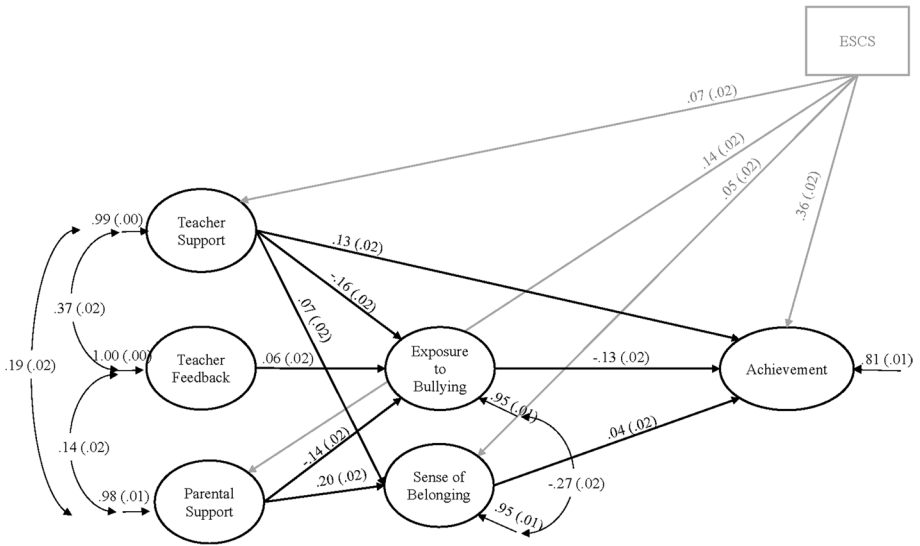 ESCS
.07 (.02)
.14 (.02)
.05 (.02)
.36 (.02)
.99 (.00)
Teacher
Support
.13 (.02)
-.16 (.02)
.07 (.02)
.37 (.02)
.19 (.02)
1.00 (.00)
Teacher
Feedback
.06 (.02)
Exposure
to
Bullying
-.13 (.02)
Achievement
.81 (.01)
.95 (.01)
.14 (.02)
-.14 (.02)
.04 (.02)
.20 (.02)
.98 (.01)
Parental
Support
Sense of
Belonging
-.27 (.02)
.95 (.01)